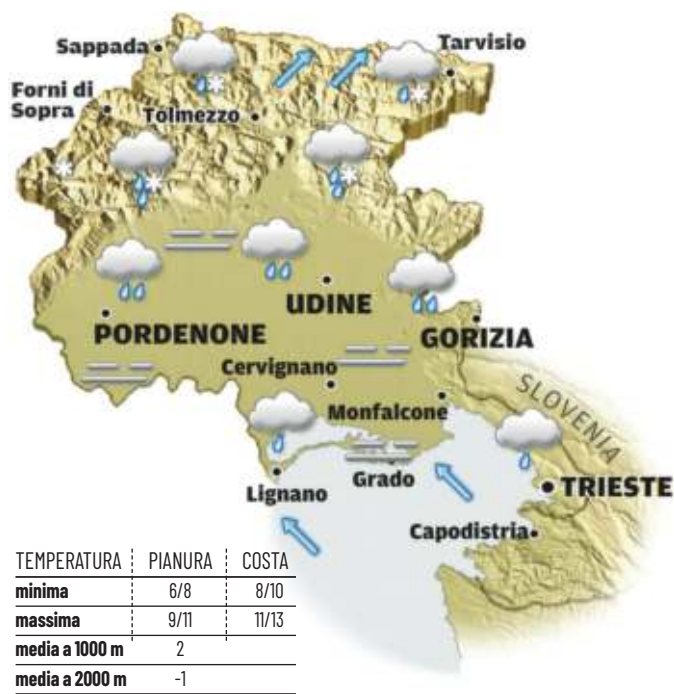 Sappada
Tarvisio
Forni di
Sopra
Tolmezzo
UDINE
PORDENONE
GORIZIA
Cervignano
SLOVENIA
Monfalcone
Grado
Lignano
TRIESTE
Capodistria
TEMPERATURA PIANURA COSTA
minima 6/8 8/10
massima 9/11 11/13
media a 1000 m 2
media a 2000 m -1